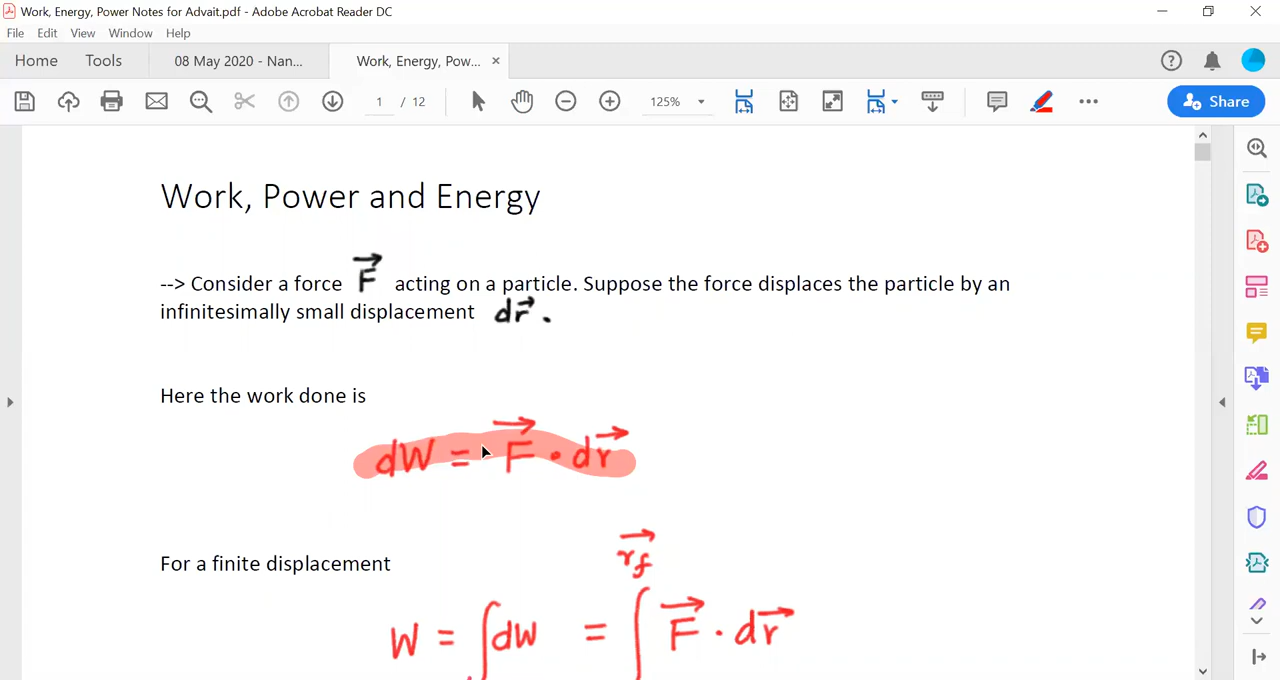 Work, Energy, Power Notes for Advait.pdf - Adobe Acrobat Reader DC
File Edit View Window Help
Home Tools 08 May 2020 - Nan... Work, Energy, Pow... ×
1 / 12 125% Share
Work, Power and Energy
--> Consider a force F⃗ acting on a particle. Suppose the force displaces the particle by an
infinitesimally small displacement dr⃗ .
Here the work done is
dW = F⃗ · dr⃗
For a finite displacement
r⃗f
W = ∫dW = ∫ F⃗ · dr⃗